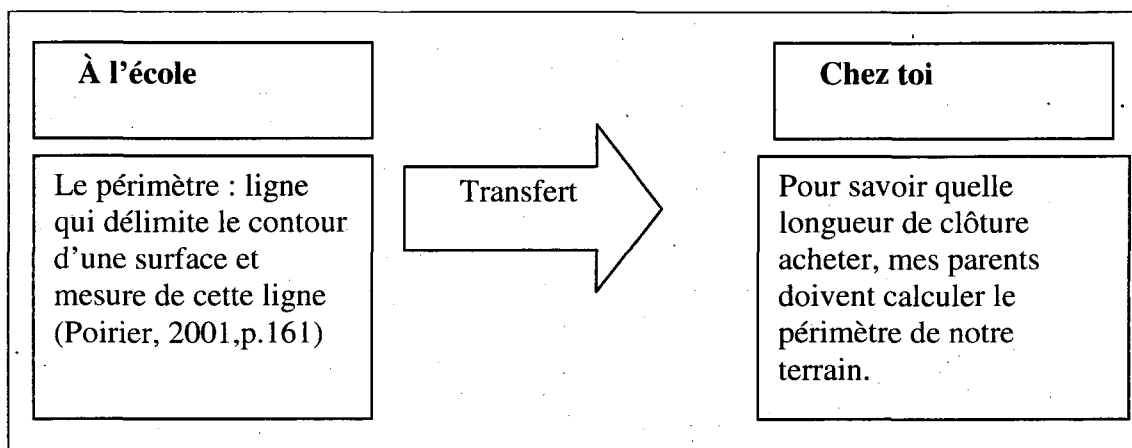 À l'école
Le périmètre : ligne
qui délimite le contour
d'une surface et
mesure de cette ligne
(Poirier, 2001,p.161)
Transfert
Chez toi
Pour savoir quelle
longueur de clôture
acheter, mes parents
doivent calculer le
périmètre de notre
terrain.